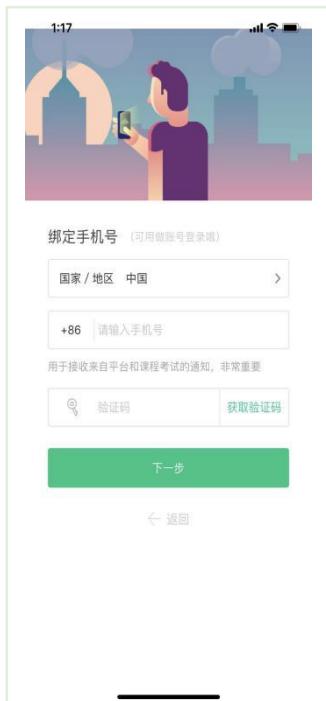 1:17
绑定手机号 (可用做账号登录哦)
国家 / 地区 中国
+86 请输入手机号
用于接收来自平台和课程考试的通知，非常重要
验证码 获取验证码
下一步
← 返回